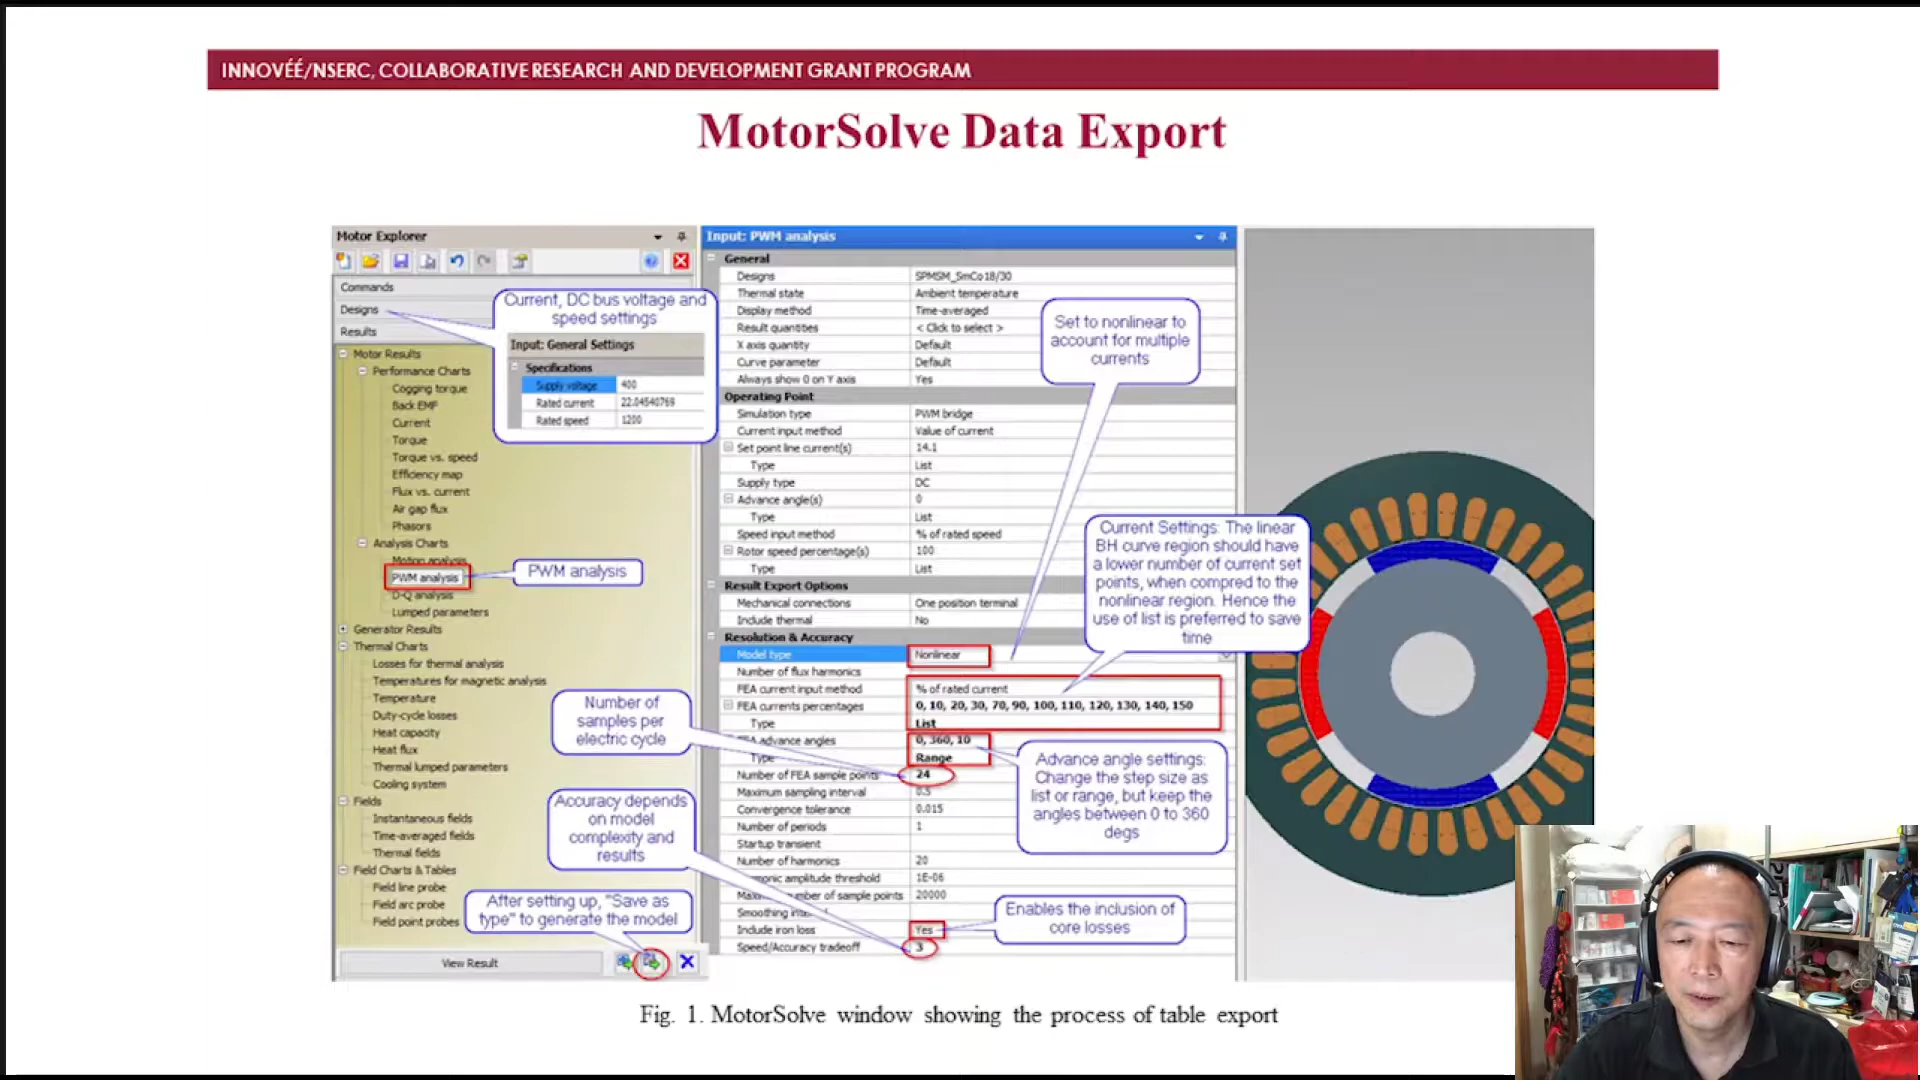 INNOVÉÉ/NSERC, COLLABORATIVE RESEARCH AND DEVELOPMENT GRANT PROGRAM
MotorSolve Data Export
Motor Explorer
Commands
Designs
Results
Motor Results
Performance Charts
Cogging torque
Back EMF
Current
Torque
Torque vs. speed
Efficiency map
Flux vs. current
Air gap flux
Phasors
Analysis Charts
Motion analysis
PWM analysis
D-Q analysis
Lumped parameters
Generator Results
Thermal Charts
Losses for thermal analysis
Temperatures for magnetic analysis
Temperature
Duty-cycle losses
Heat capacity
Heat flux
Thermal lumped parameters
Cooling system
Fields
Instantaneous fields
Time-averaged fields
Thermal fields
Field Charts & Tables
Field line probe
Field arc probe
Field point probes
View Result
Current, DC bus voltage and
speed settings
Input: General Settings
Specifications
Supply voltage 400
Rated current 22.04540769
Rated speed 1200
PWM analysis
Number of
samples per
electric cycle
Accuracy depends
on model
complexity and
results
After setting up, "Save as
type" to generate the model
Input: PWM analysis
General
Designs SPMSM_SmCo18/30
Thermal state Ambient temperature
Display method Time-averaged
Result quantities < Click to select >
X axis quantity Default
Curve parameter Default
Always show 0 on Y axis Yes
Operating Point
Simulation type PWM bridge
Current input method Value of current
Set point line current(s) 14.1
Type List
Supply type DC
Advance angle(s) 0
Type List
Speed input method % of rated speed
Rotor speed percentage(s) 100
Type List
Result Export Options
Mechanical connections One position terminal
Include thermal No
Resolution & Accuracy
Model type Nonlinear
Number of flux harmonics
FEA current input method % of rated current
FEA currents percentages 0, 10, 20, 30, 70, 90, 100, 110, 120, 130, 140, 150
Type List
FEA advance angles 0, 360, 10
Type Range
Number of FEA sample points 24
Maximum sampling interval 0.5
Convergence tolerance 0.015
Number of periods 1
Startup transient
Number of harmonics 20
amplitude threshold 1E-06
number of sample points 20000
Smoothing
Include iron loss Yes
Speed/Accuracy tradeoff 3
Set to nonlinear to
account for multiple
currents
Current Settings: The linear
BH curve region should have
a lower number of current set
points, when compred to the
nonlinear region. Hence the
use of list is preferred to save
time
Advance angle settings:
Change the step size as
list or range, but keep the
angles between 0 to 360
degs
Enables the inclusion of
core losses
Fig. 1. MotorSolve window showing the process of table export